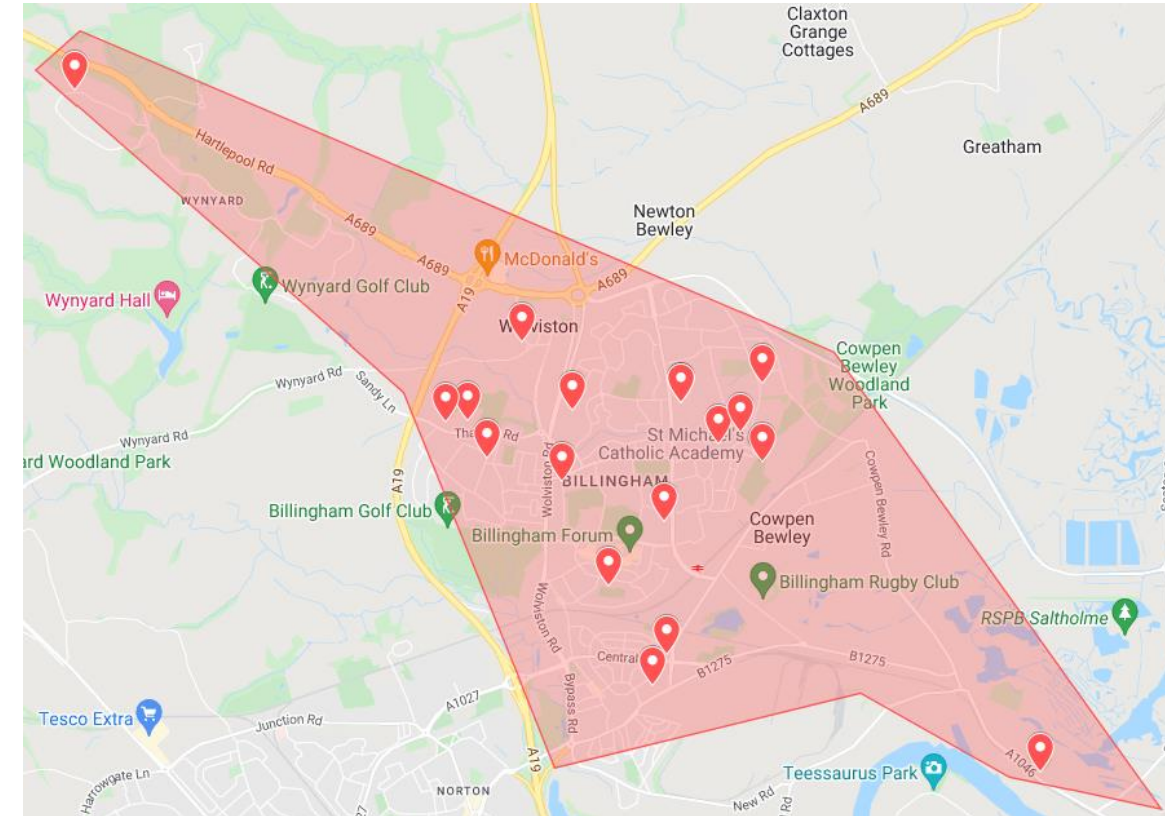 Claxton
Grange
Cottages
A689
Greatham
Hartlepool Rd
WYNYARD
Newton
Bewley
A689
A689
McDonald's
A689
Wynyard Golf Club
A19
Wynyard Hall
Wolviston
Cowpen
Bewley
Woodland
Park
Wynyard Rd
Sandy Ln
Wynyard Rd
St Michael's
Catholic Academy
ard Woodland Park
Wolviston Rd
BILLINGHAM
A19
Cowpen Bewley Rd
Billingham Golf Club
Cowpen
Bewley
Billingham Forum
Billingham Rugby Club
Wolviston Rd
RSPB Saltholme
Central
B1275
B1275
A1027
Bypass Rd
Tesco Extra
Junction Rd
A19
A1046
Teessaurus Park
Harrowgate Ln
NORTON
New Rd